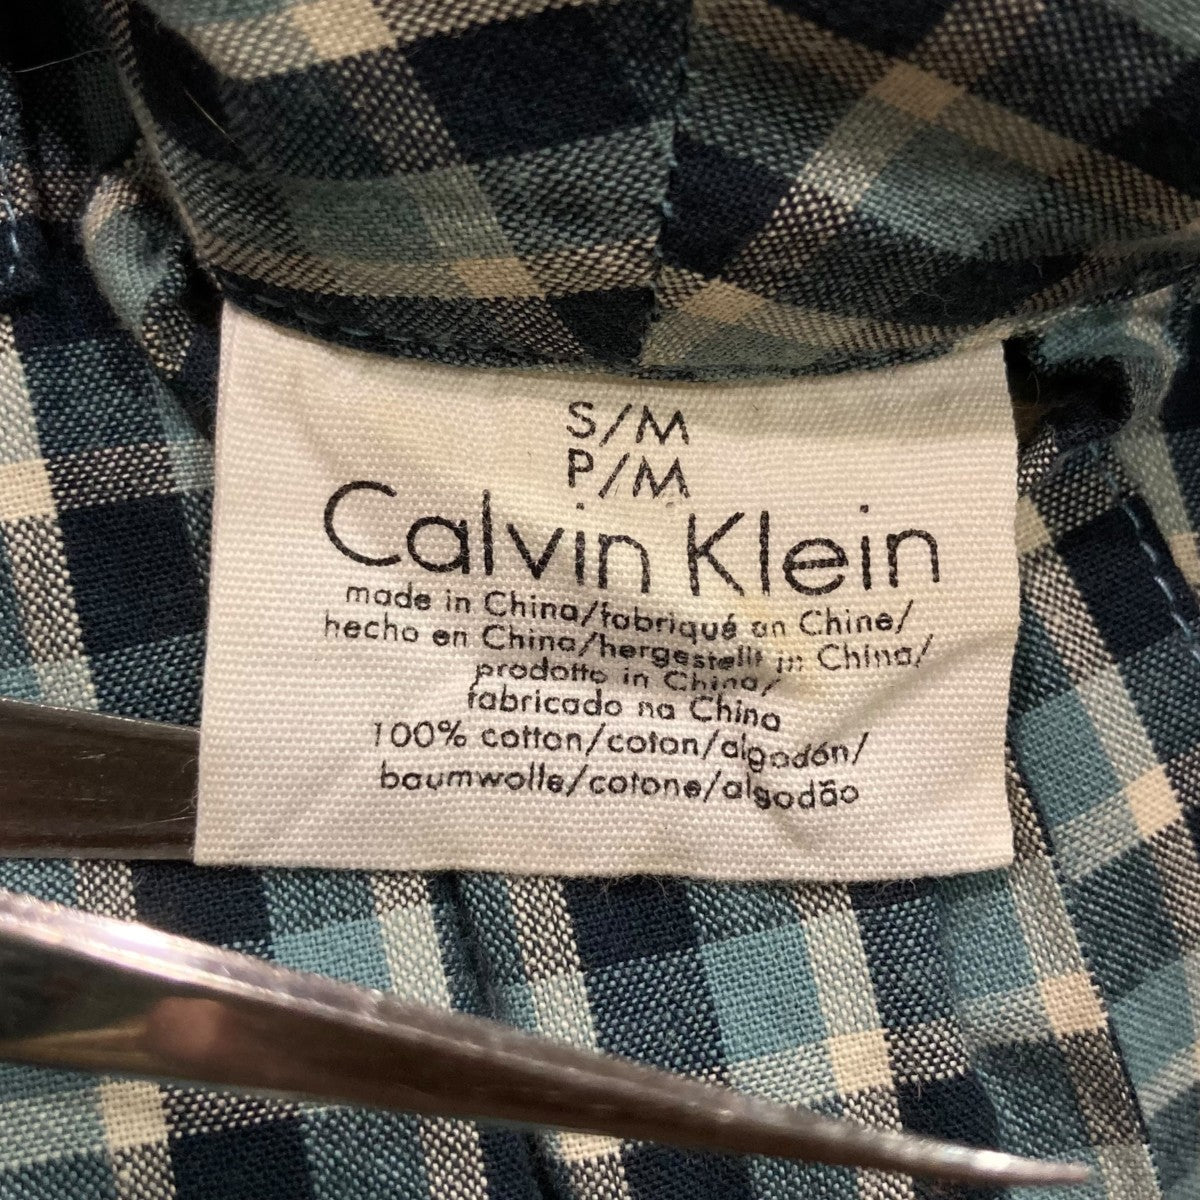 S/M
P/M
Calvin Klein
made in China/fabriqué en Chine/
hecho en China/hergestellt in China/
prodotto in China/
fabricado na China
100% cotton/coton/algodón/
baumwolle/cotone/algodão